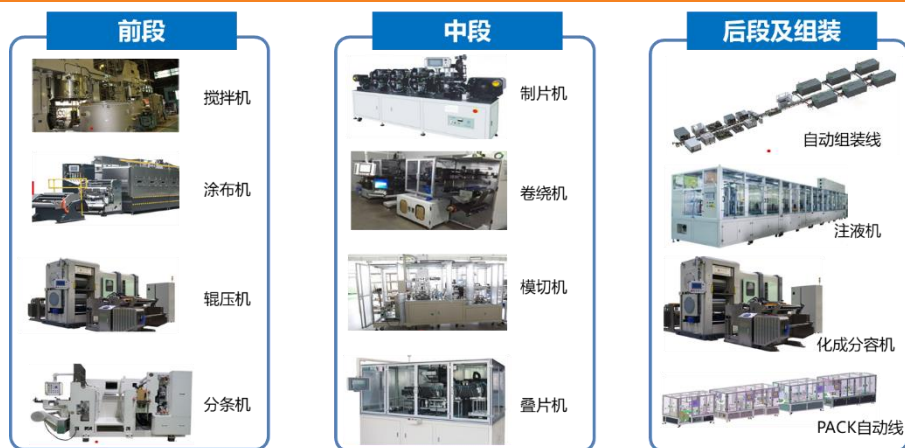 前段
搅拌机
涂布机
辊压机
分条机
中段
制片机
卷绕机
模切机
叠片机
后段及组装
自动组装线
注液机
化成分容机
PACK自动线